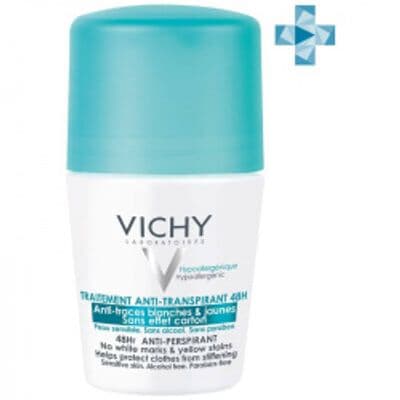 VICHY
LABORATOIRES
Hypoallergénique
Hypoallergenic
TRAITEMENT ANTI-TRANSPIRANT 48H
Anti-traces blanches & jaunes
Sans effet carton
Peau sensible. Sans alcool. Sans paraben
48Hr ANTI-PERSPIRANT
No white marks & yellow stains
Helps protect clothes from stiffening
Sensitive skin. Alcohol free. Paraben free